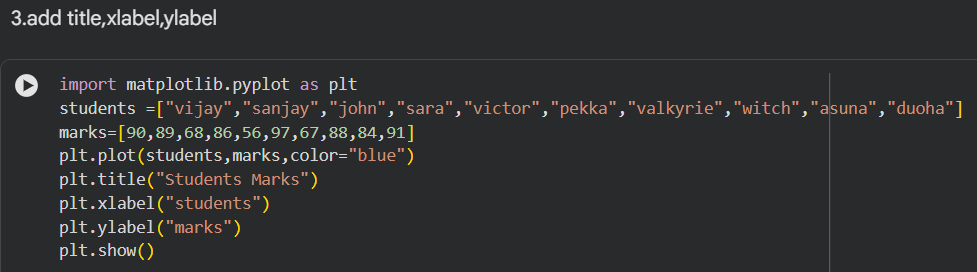 3.add title,xlabel,ylabel
import matplotlib.pyplot as plt
students =["vijay","sanjay","john","sara","victor","pekka","valkyrie","witch","asuna","duoha"]
marks=[90,89,68,86,56,97,67,88,84,91]
plt.plot(students,marks,color="blue")
plt.title("Students Marks")
plt.xlabel("students")
plt.ylabel("marks")
plt.show()